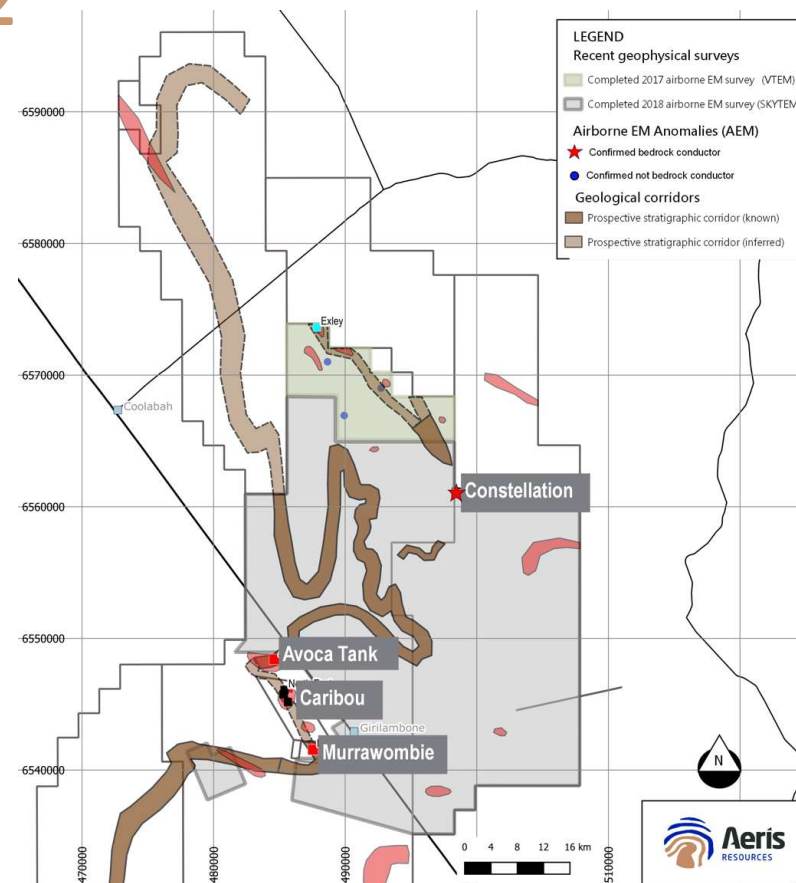 LEGEND
Recent geophysical surveys
Completed 2017 airborne EM survey (VTEM)
Completed 2018 airborne EM survey (SKYTEM
Airborne EM Anomalies (AEM)
Confirmed bedrock conductor
Confirmed not bedrock conductor
Geological corridors
Prospective stratigraphic corridor (known)
Prospective stratigraphic corridor (inferred)
6590000
6580000
Exley
6570000
Coolabah
Constellation
6560000
6550000
Avoca Tank
Caribou
Girilambone
Murrawombie
6540000
N
Aeris
RESOURCES
0 4 8 12 16 km
470000
480000
490000
510000